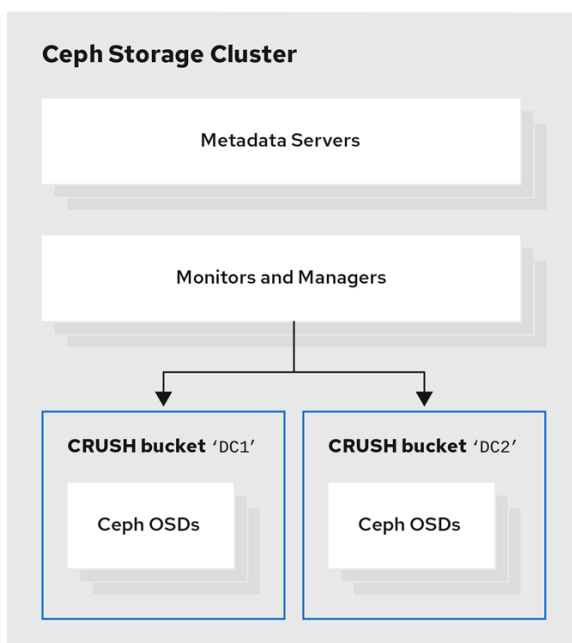 Ceph Storage Cluster
Metadata Servers
Monitors and Managers
CRUSH bucket ‘DC1’
CRUSH bucket ‘DC2’
Ceph OSDs
Ceph OSDs